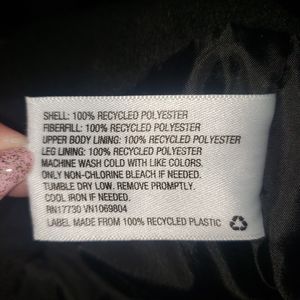 SHELL: 100% RECYCLED POLYESTER
FIBERFILL: 100% RECYCLED POLYESTER
UPPER BODY LINING: 100% RECYCLED POLYESTER
LEG LINING: 100% RECYCLED POLYESTER
MACHINE WASH COLD WITH LIKE COLORS.
ONLY NON-CHLORINE BLEACH IF NEEDED.
TUMBLE DRY LOW. REMOVE PROMPTLY.
COOL IRON IF NEEDED.
RN17730 VN1069804
LABEL MADE FROM 100% RECYCLED PLASTIC